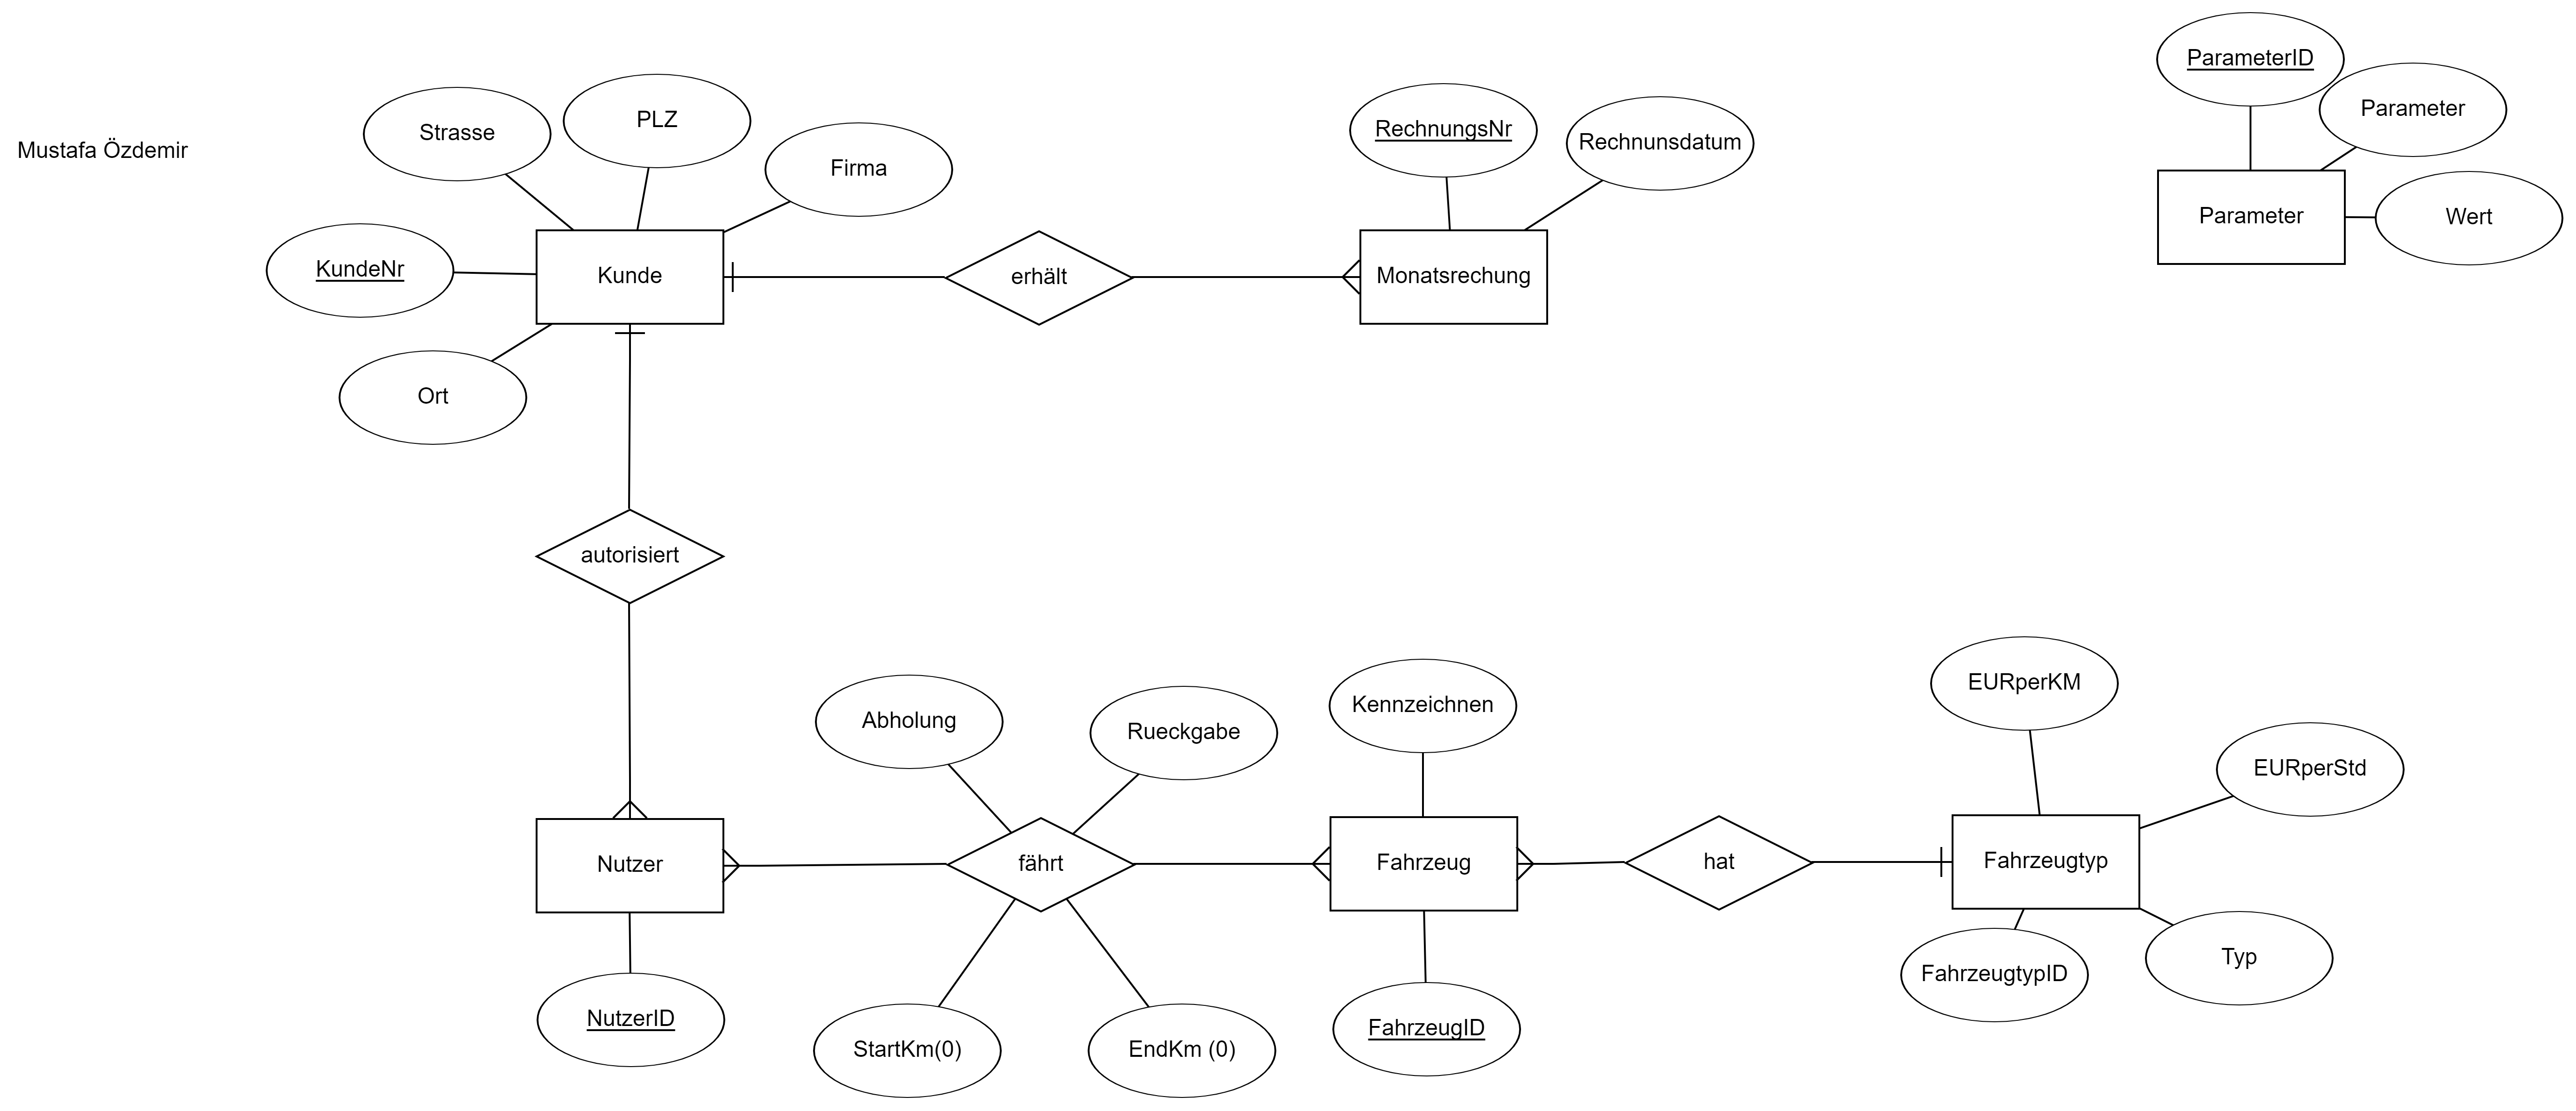 Mustafa Özdemir
Strasse
PLZ
Firma
KundeNr
Kunde
Ort
erhält
RechnungsNr
Rechnunsdatum
Monatsrechung
ParameterID
Parameter
Parameter
Wert
autorisiert
Abholung
Rueckgabe
Kennzeichnen
EURperKM
EURperStd
Nutzer
fährt
Fahrzeug
hat
Fahrzeugtyp
NutzerID
StartKm(0)
EndKm (0)
FahrzeugID
FahrzeugtypID
Typ